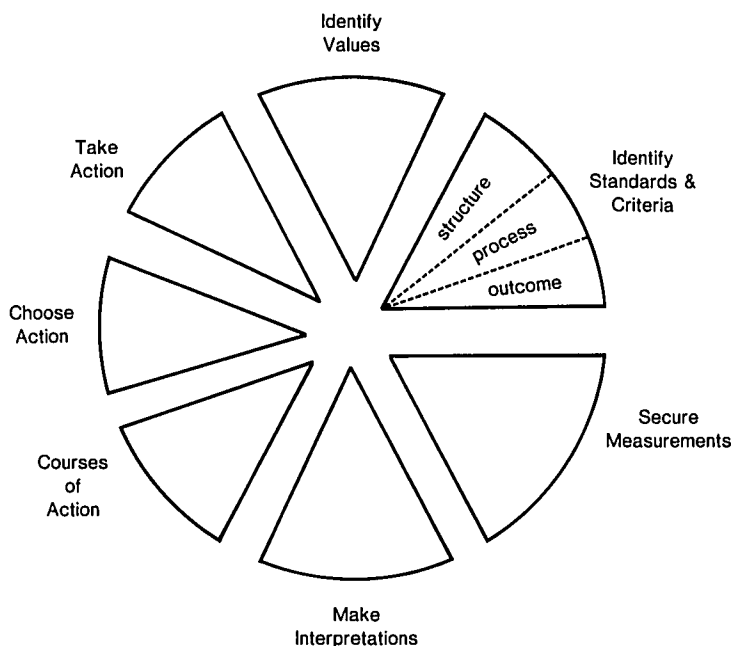 Identify
Values
Identify
Standards &
Criteria
structure
process
outcome
Secure
Measurements
Make
Interpretations
Courses
of
Action
Choose
Action
Take
Action